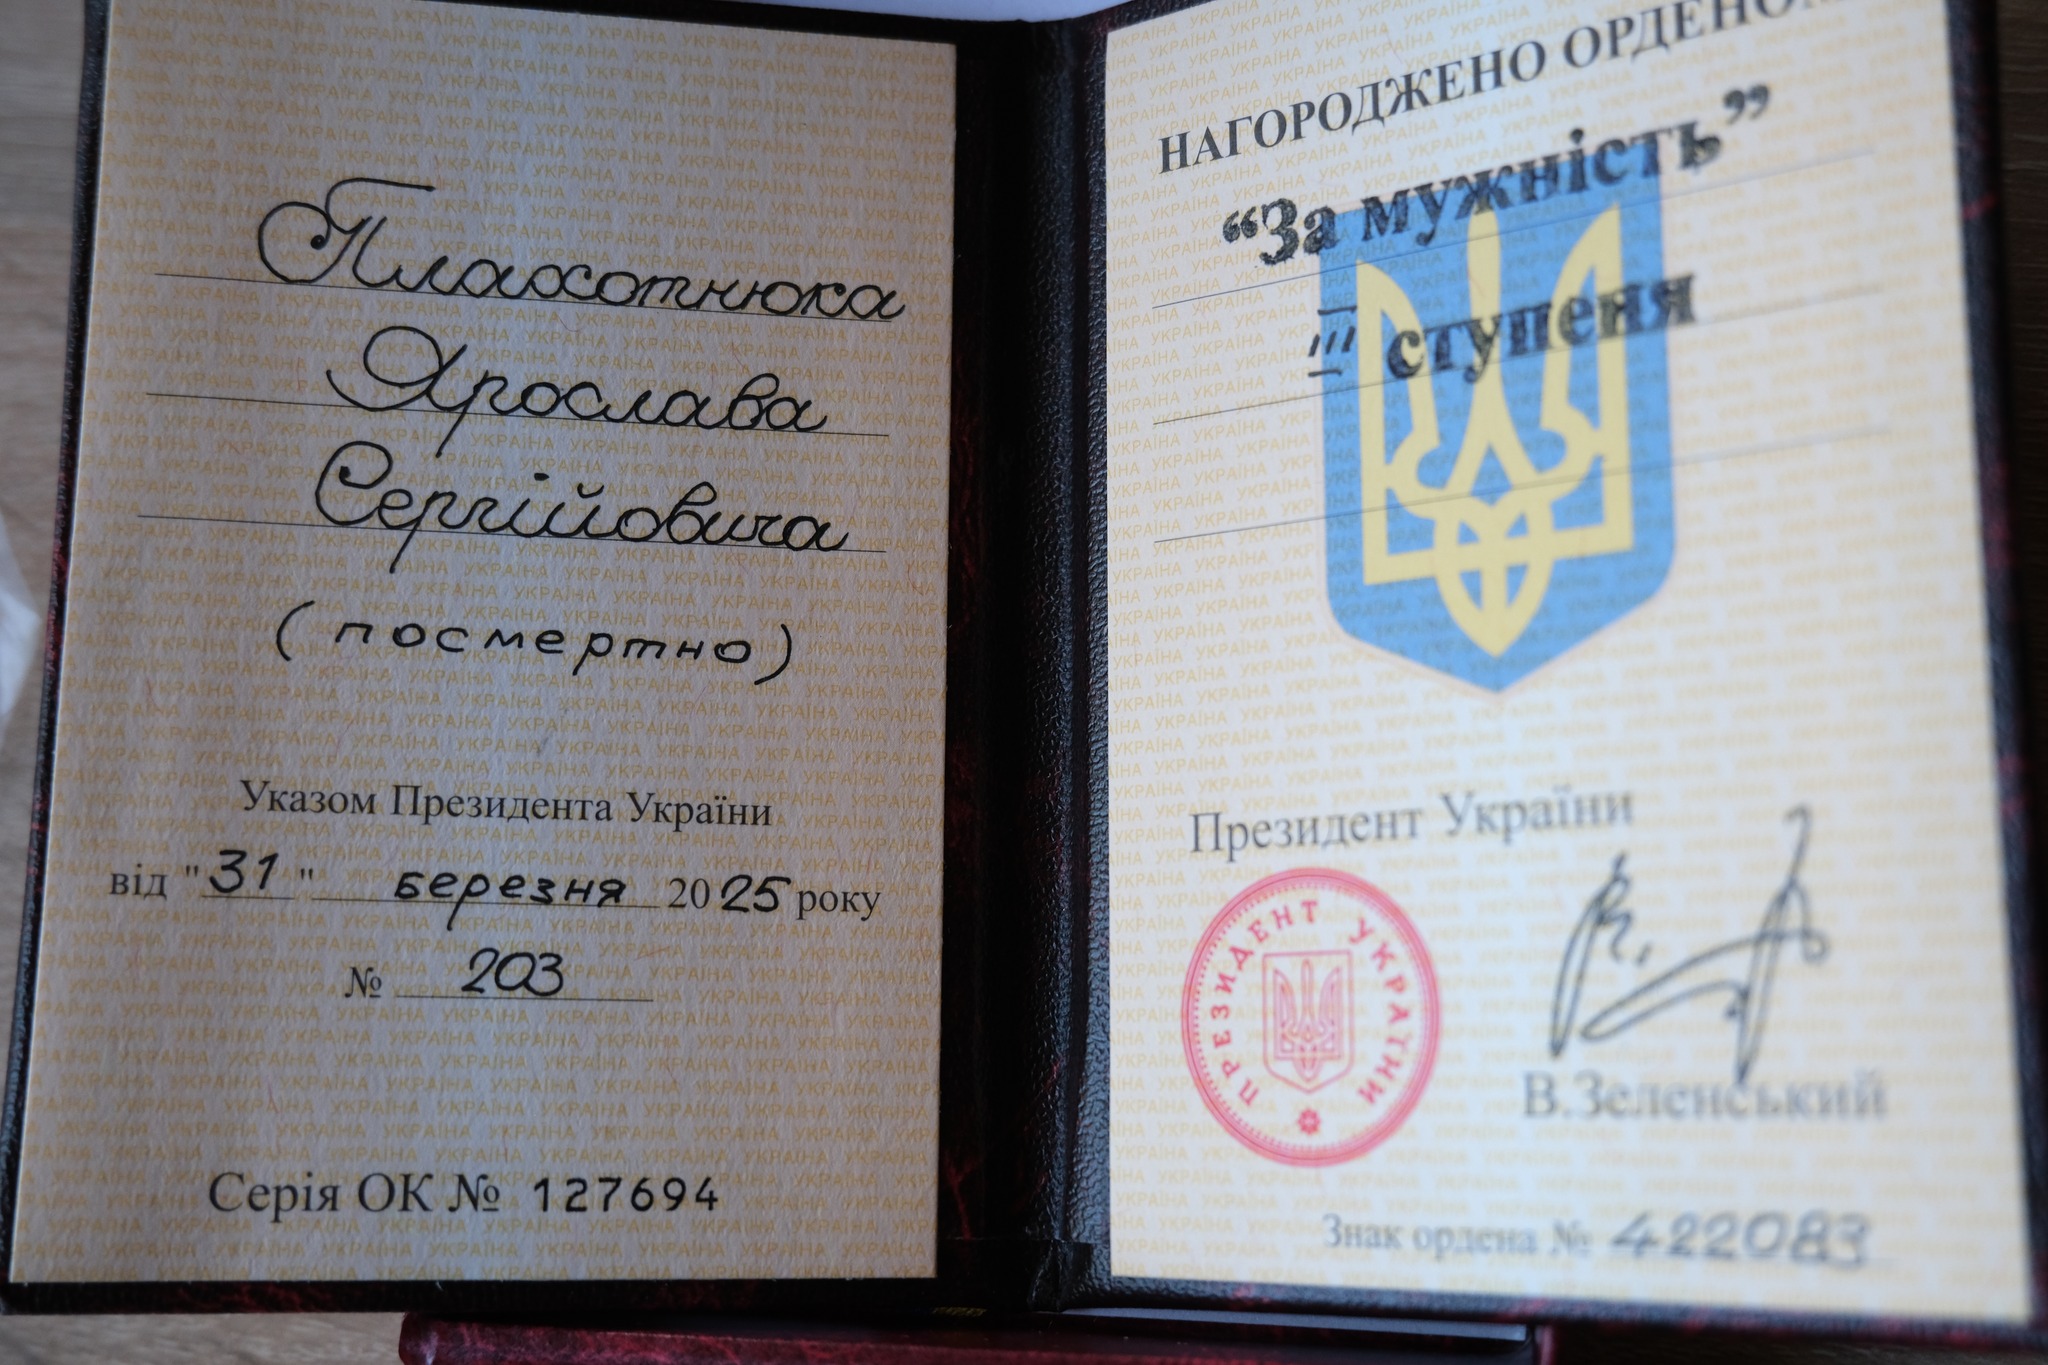 Плахотнюка
Ярослава
Сергійовича
(посмертно)
Указом Президента України
від "31" березня 2025 року
№ 203
Серія ОК № 127694
НАГОРОДЖЕНО ОРДЕНОМ
“За мужність”
III ступеня
Президент України
ПРЕЗИДЕНТ УКРАЇНИ
В.Зеленський
Знак ордена № 422083